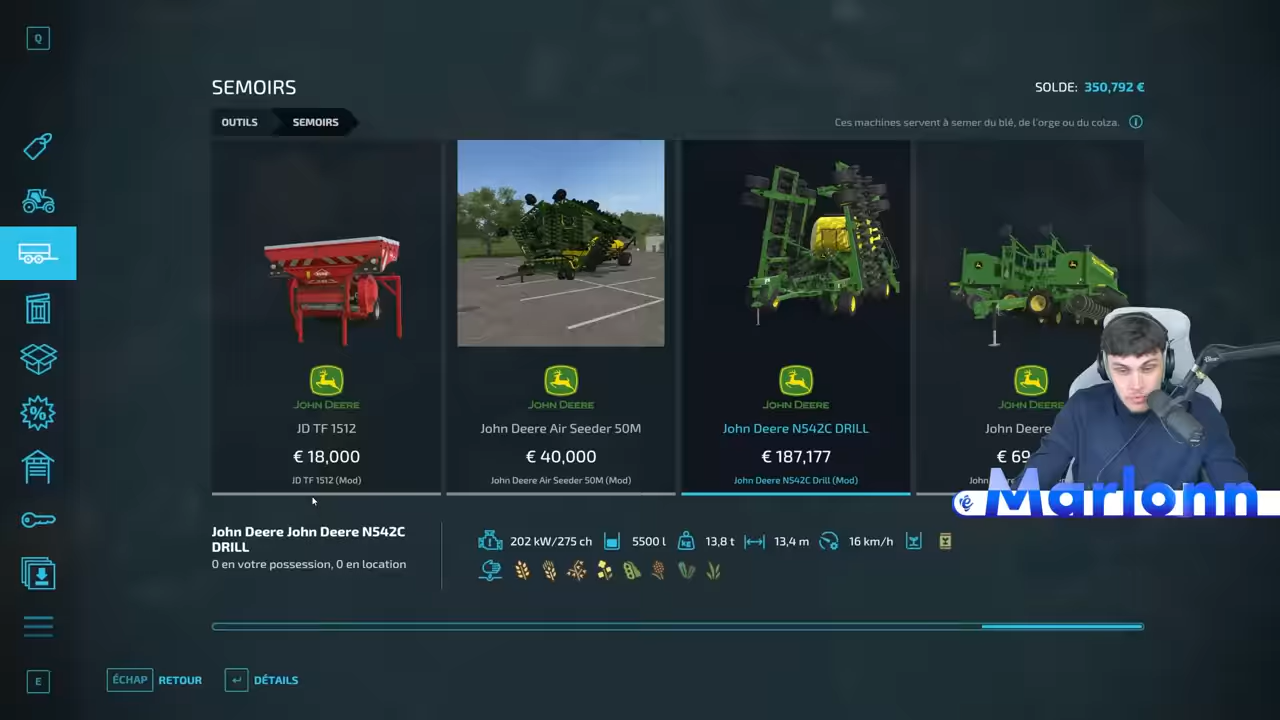 Q
SEMOIRS
SOLDE: 350,792 €
OUTILS
SEMOIRS
Ces machines servent à semer du blé, de l'orge ou du colza.
JOHN DEERE
JD TF 1512
€ 18,000
JD TF 1512 (Mod)
JOHN DEERE
John Deere Air Seeder 50M
€ 40,000
John Deere Air Seeder 50M (Mod)
JOHN DEERE
John Deere N542C DRILL
€ 187,177
John Deere N542C Drill (Mod)
JOHN DEERE
John Deere
€ 69
John
Marlonn
John Deere John Deere N542C
DRILL
0 en votre possession, 0 en location
202 kW/275 ch
5500 l
13,8 t
13,4 m
16 km/h
E
ÉCHAP RETOUR
DÉTAILS